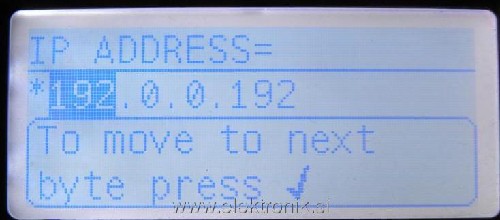 IP ADDRESS=
*192.0.0.192
To move to next
byte press ✓
www.elektronik.si